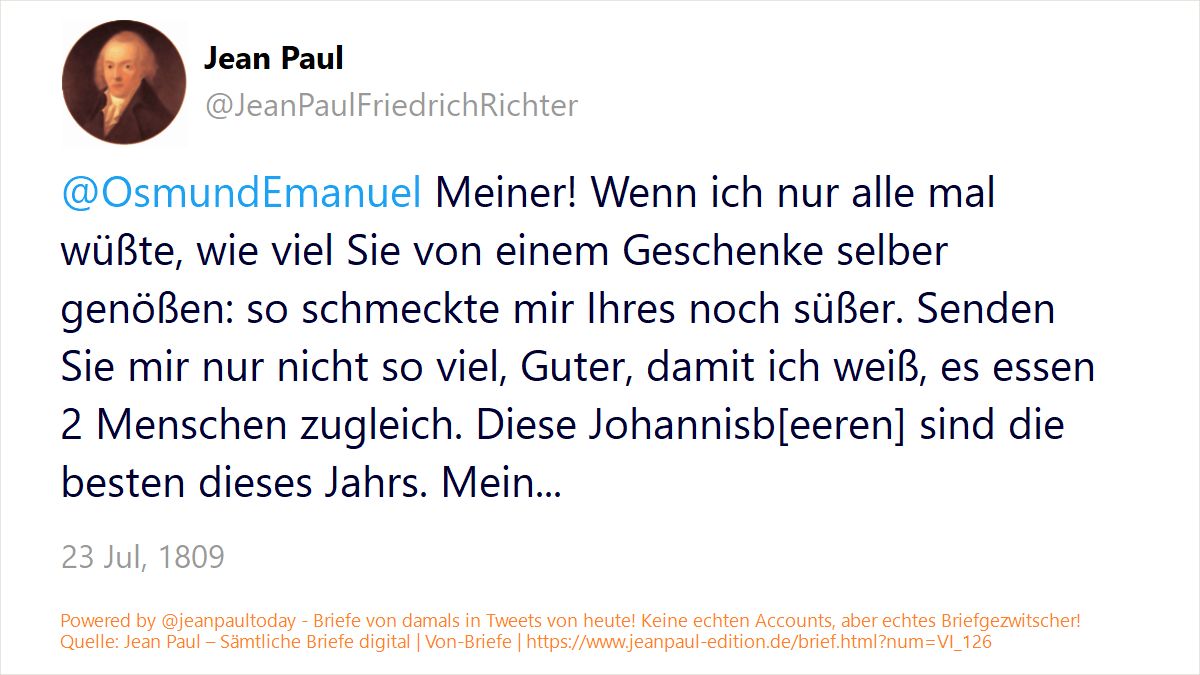 Jean Paul
@JeanPaulFriedrichRichter
@OsmundEmanuel Meiner! Wenn ich nur alle mal
wüßte, wie viel Sie von einem Geschenke selber
genößen: so schmeckte mir Ihres noch süßer. Senden
Sie mir nur nicht so viel, Guter, damit ich weiß, es essen
2 Menschen zugleich. Diese Johannisb[eeren] sind die
besten dieses Jahrs. Mein...
23 Jul, 1809
Powered by @jeanpaultoday - Briefe von damals in Tweets von heute! Keine echten Accounts, aber echtes Briefgezwitscher!
Quelle: Jean Paul – Sämtliche Briefe digital | Von-Briefe | https://www.jeanpaul-edition.de/brief.html?num=VI_126